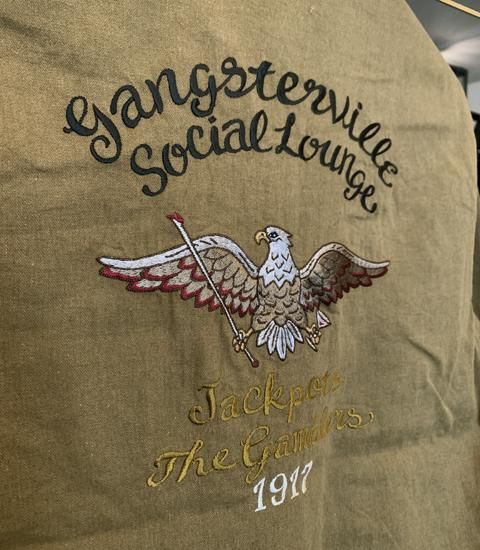 Gangsterville
Social Lounge
Jackpots
The Gamblers
1917